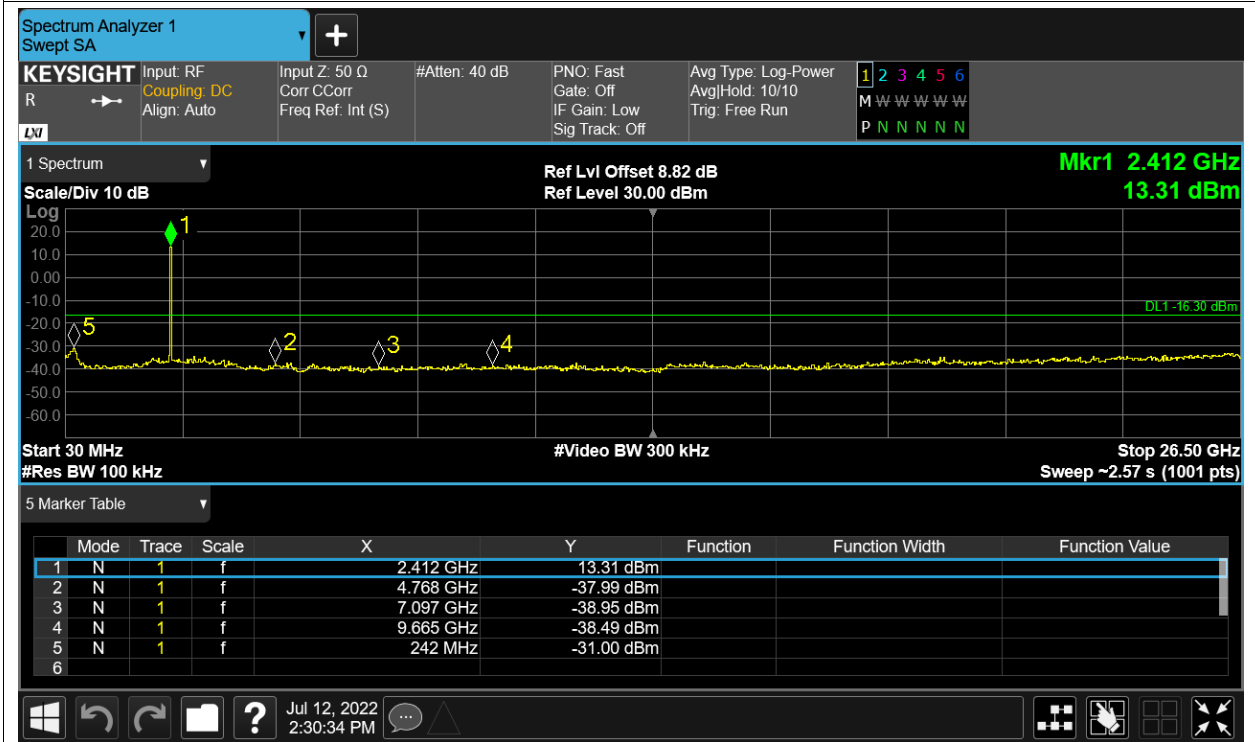 Spectrum Analyzer 1
Swept SA
+
KEYSIGHT
R
LXI
Input: RF
Coupling: DC
Align: Auto
Input Z: 50 Ω
Corr CCorr
Freq Ref: Int (S)
#Atten: 40 dB
PNO: Fast
Gate: Off
IF Gain: Low
Sig Track: Off
Avg Type: Log-Power
Avg|Hold: 10/10
Trig: Free Run
1 2 3 4 5 6
M W W W W W
P N N N N N
1 Spectrum
Scale/Div 10 dB
Ref Lvl Offset 8.82 dB
Ref Level 30.00 dBm
Mkr1 2.412 GHz
13.31 dBm
Log
20.0
10.0
0.00
-10.0
-20.0
-30.0
-40.0
-50.0
-60.0
1
5
2
3
4
DL1 -16.30 dBm
Start 30 MHz
#Video BW 300 kHz
Stop 26.50 GHz
#Res BW 100 kHz
Sweep ~2.57 s (1001 pts)
5 Marker Table
Mode Trace Scale X Y Function Function Width Function Value
1 N 1 f 2.412 GHz 13.31 dBm
2 N 1 f 4.768 GHz -37.99 dBm
3 N 1 f 7.097 GHz -38.95 dBm
4 N 1 f 9.665 GHz -38.49 dBm
5 N 1 f 242 MHz -31.00 dBm
6
?
Jul 12, 2022
2:30:34 PM